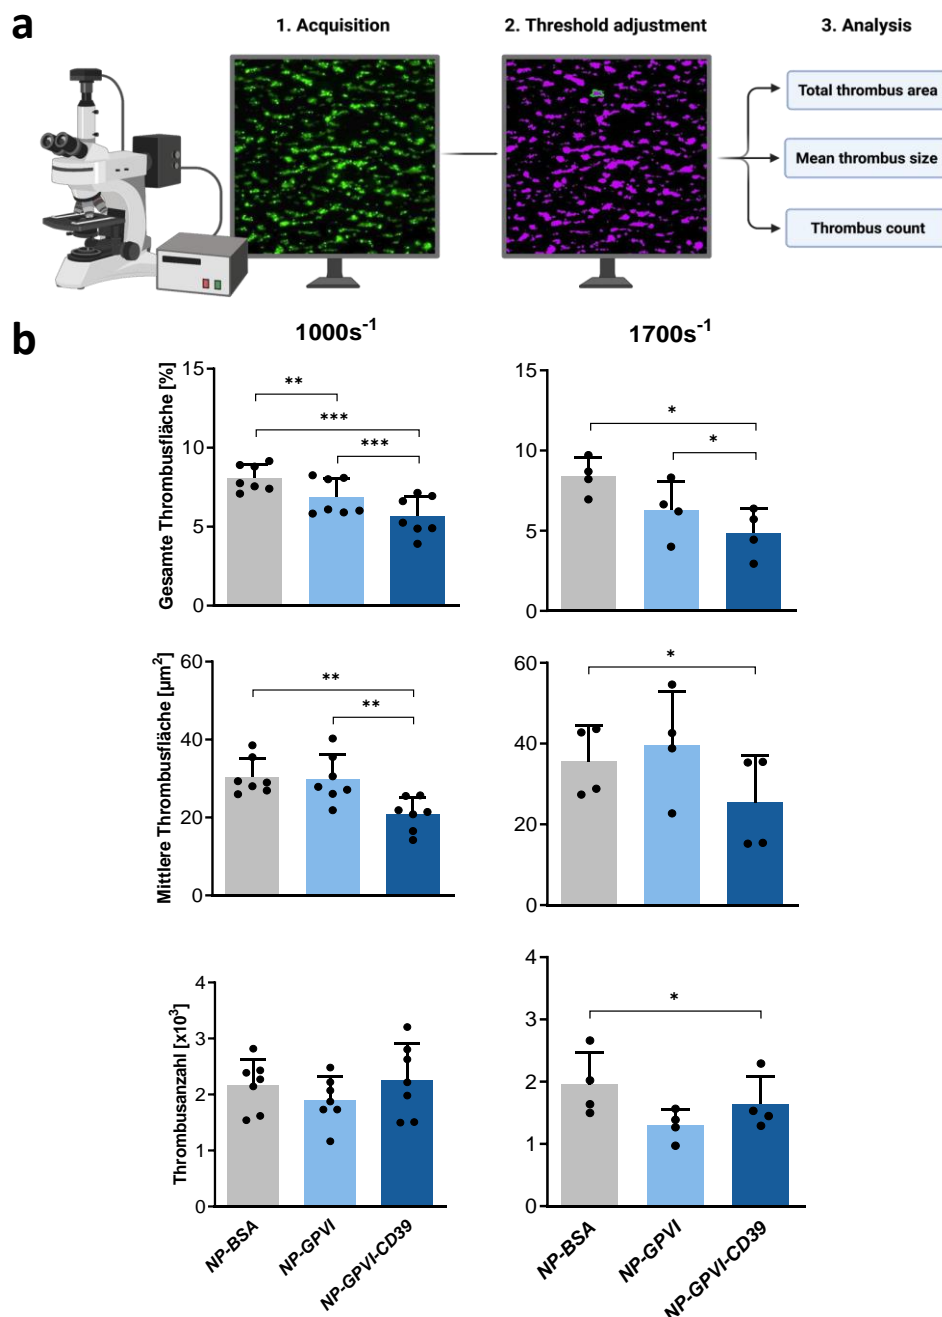 a
1. Acquisition
2. Threshold adjustment
3. Analysis
Total thrombus area
Mean thrombus size
Thrombus count
b
1000s⁻¹
1700s⁻¹
Gesamte Thrombusfläche [%]
15
10
5
0
**
***
***
15
10
5
0
*
*
Mittlere Thrombusfläche [µm²]
60
40
20
0
**
**
60
40
20
0
*
Thrombusanzahl [x10³]
4
3
2
1
0
4
3
2
1
0
*
NP-BSA
NP-GPVI
NP-GPVI-CD39
NP-BSA
NP-GPVI
NP-GPVI-CD39